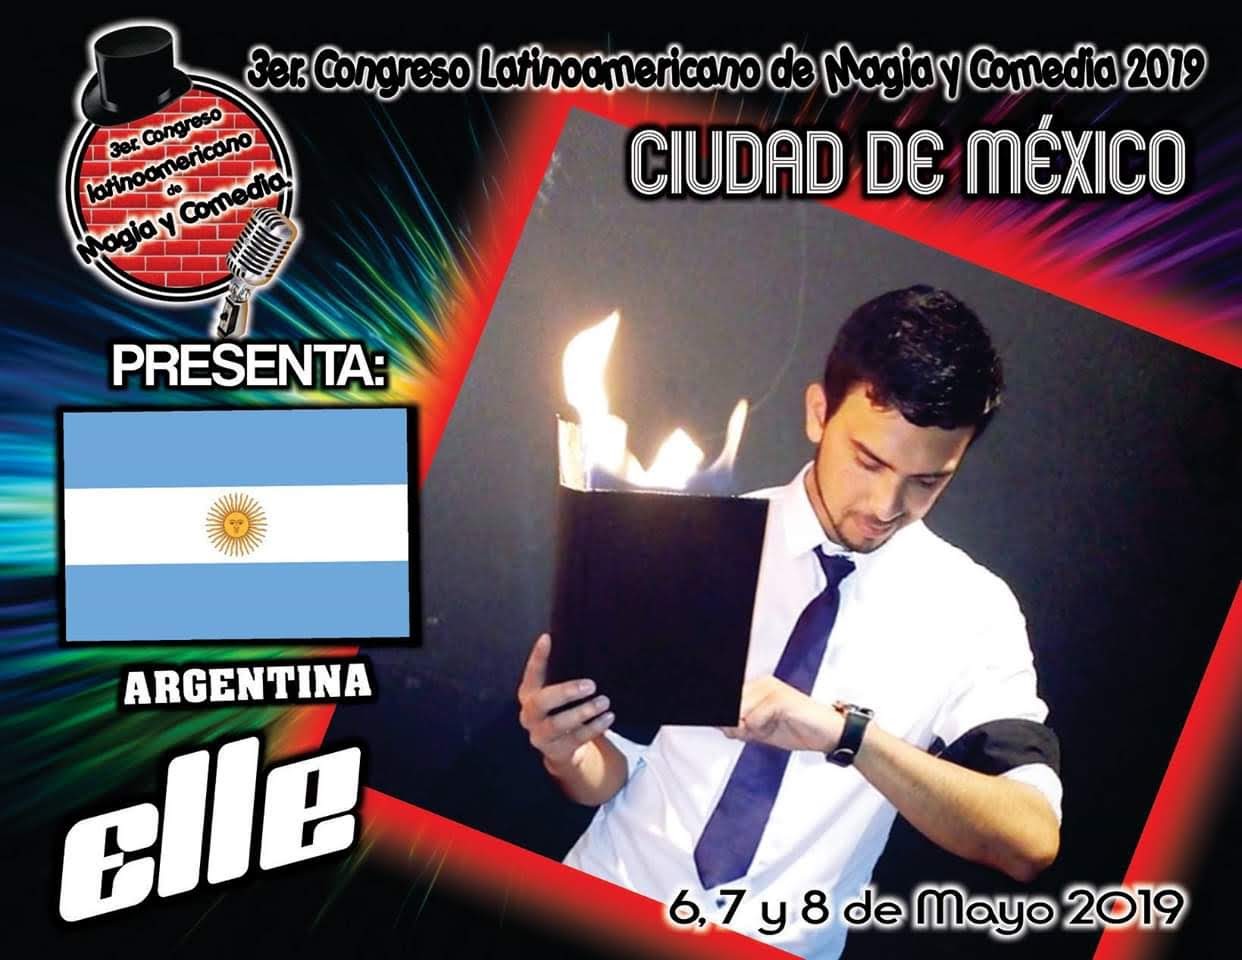 3er. Congreso Latinoamericano de Magia y Comedia 2019
CIUDAD DE MÉXICO
3er. Congreso
latinoamericano
de
Magia y Comedia.
PRESENTA:
ARGENTINA
elle
6, 7 y 8 de Mayo 2019